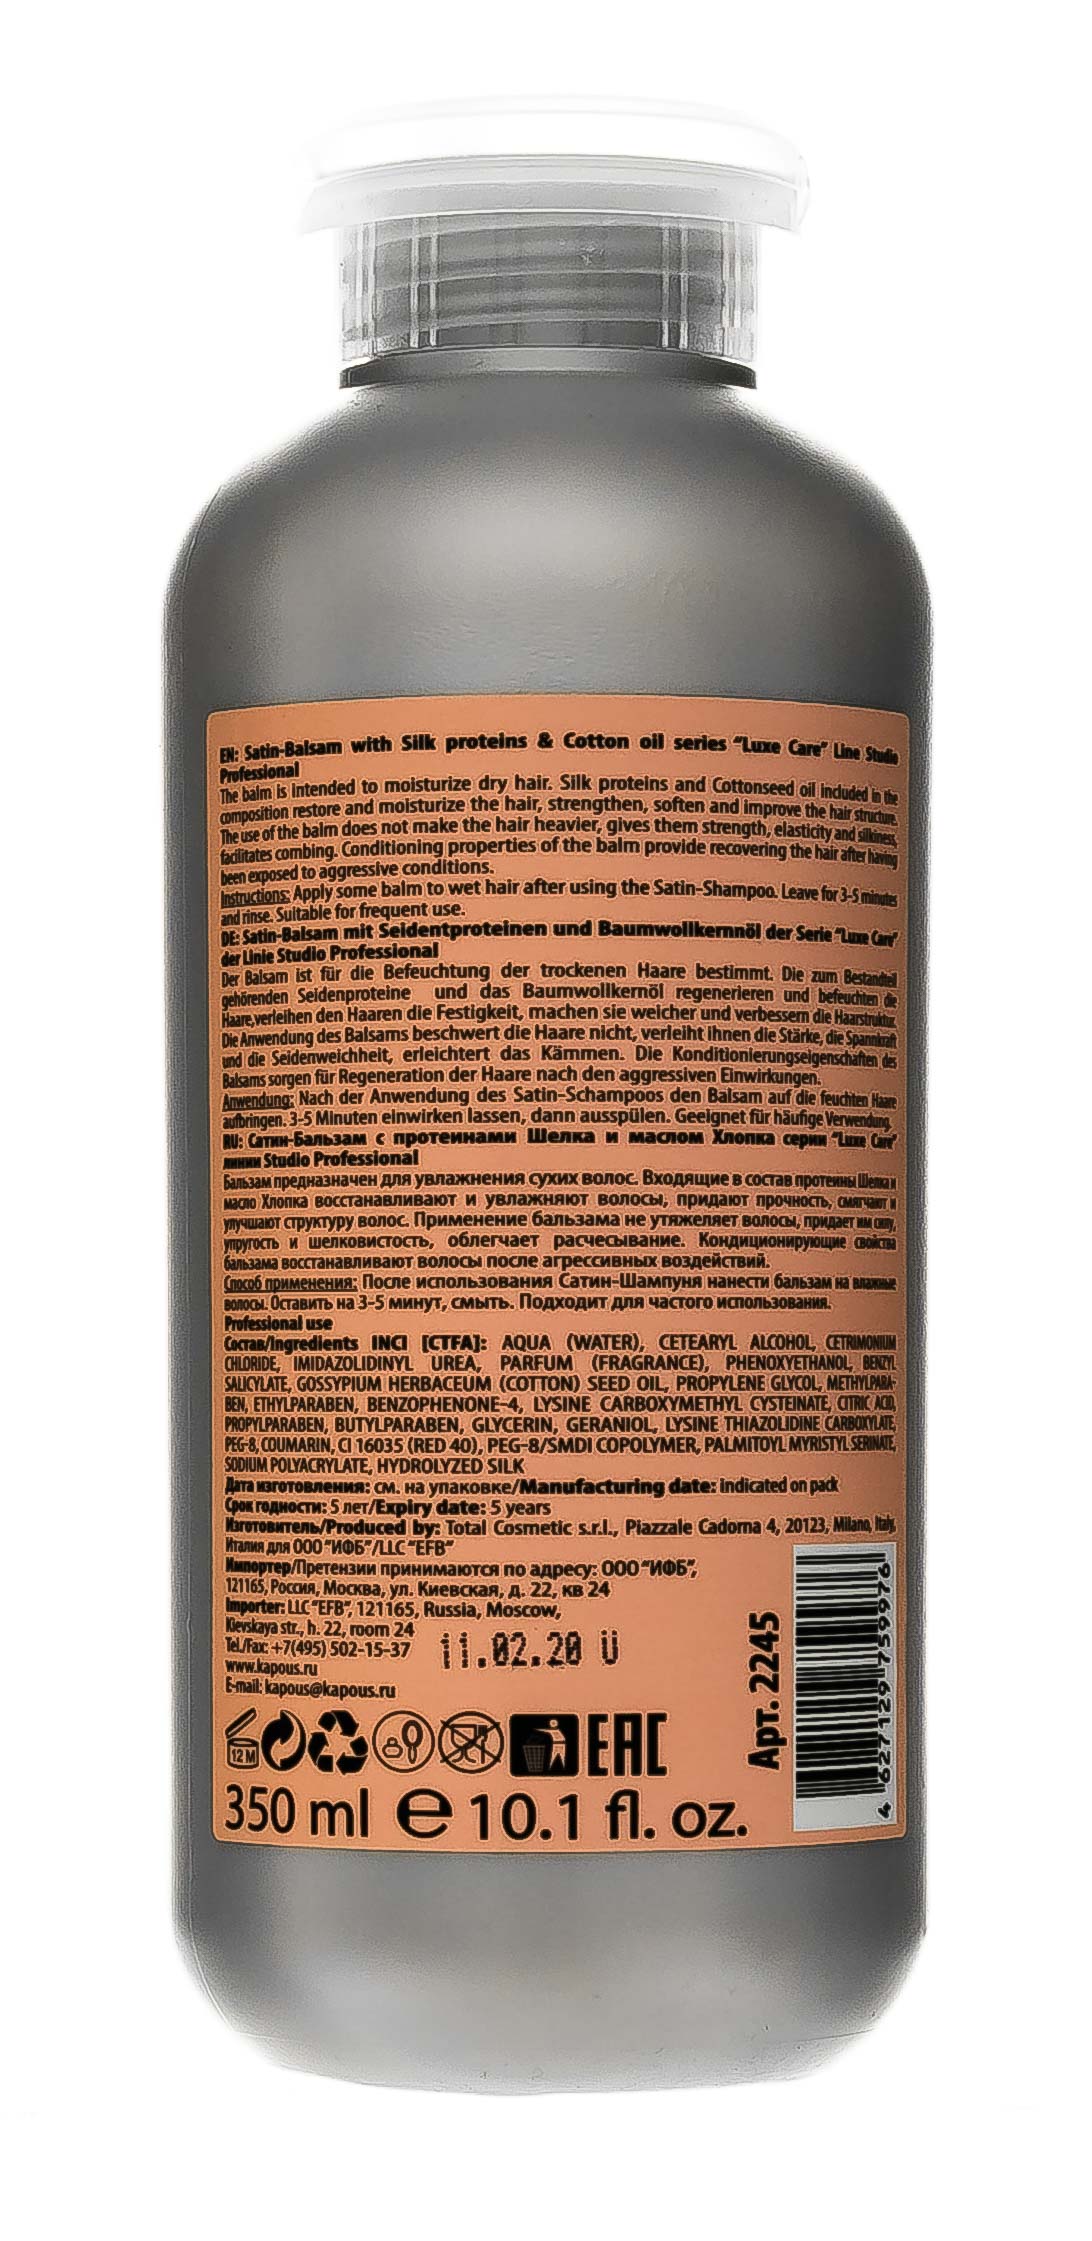 EN: Satin-Balsam with Silk proteins & Cotton oil series "Luxe Care" Line Studio
Professional
The balm is intended to moisturize dry hair. Silk proteins and Cottonseed oil included in the
composition restore and moisturize the hair, strengthen, soften and improve the hair structure.
The use of the balm does not make the hair heavier, gives them strength, elasticity and silkiness,
facilitates combing. Conditioning properties of the balm provide recovering the hair after having
been exposed to aggressive conditions.
Instructions: Apply some balm to wet hair after using the Satin-Shampoo. Leave for 3-5 minutes
and rinse. Suitable for frequent use.
DE: Satin-Balsam mit Seidentproteinen und Baumwollkernnöl der Serie "Luxe Care"
der Linie Studio Professional
Der Balsam ist für die Befeuchtung der trockenen Haare bestimmt. Die zum Bestandteil
gehörenden Seidenproteine und das Baumwollkernöl regenerieren und befeuchten die
Haare,verleihen den Haaren die Festigkeit, machen sie weicher und verbessern die Haarstruktur.
Die Anwendung des Balsams beschwert die Haare nicht, verleiht ihnen die Stärke, die Spannkraft
und die Seidenweichheit, erleichtert das Kämmen. Die Konditionierungseigenschaften des
Balsams sorgen für Regeneration der Haare nach den aggressiven Einwirkungen.
Anwendung: Nach der Anwendung des Satin-Schampoos den Balsam auf die feuchten Haare
aufbringen. 3-5 Minuten einwirken lassen, dann ausspülen. Geeignet für häufige Verwendung.
RU: Сатин-Бальзам с протеинами Шелка и маслом Хлопка серии "Luxe Care"
линии Studio Professional
Бальзам предназначен для увлажнения сухих волос. Входящие в состав протеины Шелка и
масло Хлопка восстанавливают и увлажняют волосы, придают прочность, смягчают и
улучшают структуру волос. Применение бальзама не утяжеляет волосы, придает им силу,
упругость и шелковистость, облегчает расчесывание. Кондиционирующие свойства
бальзама восстанавливают волосы после агрессивных воздействий.
Способ применения: После использования Сатин-Шампуня нанести бальзам на влажные
волосы. Оставить на 3-5 минут, смыть. Подходит для частого использования.
Professional use
Состав/Ingredients INCI [CTFA]: AQUA (WATER), CETEARYL ALCOHOL, CETRIMONIUM
CHLORIDE, IMIDAZOLIDINYL UREA, PARFUM (FRAGRANCE), PHENOXYETHANOL, BENZYL
SALICYLATE, GOSSYPIUM HERBACEUM (COTTON) SEED OIL, PROPYLENE GLYCOL, METHYLPARA-
BEN, ETHYLPARABEN, BENZOPHENONE-4, LYSINE CARBOXYMETHYL CYSTEINATE, CITRIC ACID,
PROPYLPARABEN, BUTYLPARABEN, GLYCERIN, GERANIOL, LYSINE THIAZOLIDINE CARBOXYLATE,
PEG-8, COUMARIN, CI 16035 (RED 40), PEG-8/SMDI COPOLYMER, PALMITOYL MYRISTYL SERINATE,
SODIUM POLYACRYLATE, HYDROLYZED SILK
Дата изготовления: см. на упаковке/Manufacturing date: indicated on pack
Срок годности: 5 лет/Expiry date: 5 years
Изготовитель/Produced by: Total Cosmetic s.r.l., Piazzale Cadorna 4, 20123, Milano, Italy,
Италия для ООО "ИФБ"/LLC "EFB"
Импортер/Претензии принимаются по адресу: ООО "ИФБ",
121165, Россия, Москва, ул. Киевская, д. 22, кв 24
Importer: LLC "EFB", 121165, Russia, Moscow,
Kievskaya str., h. 22, room 24
Tel./Fax: +7(495) 502-15-37
www.kapous.ru
E-mail: kapous@kapous.ru
11.02.20 Ü
12 M
EAC
350 ml e 10.1 fl. oz.
Арт. 2245
4 627129 759976